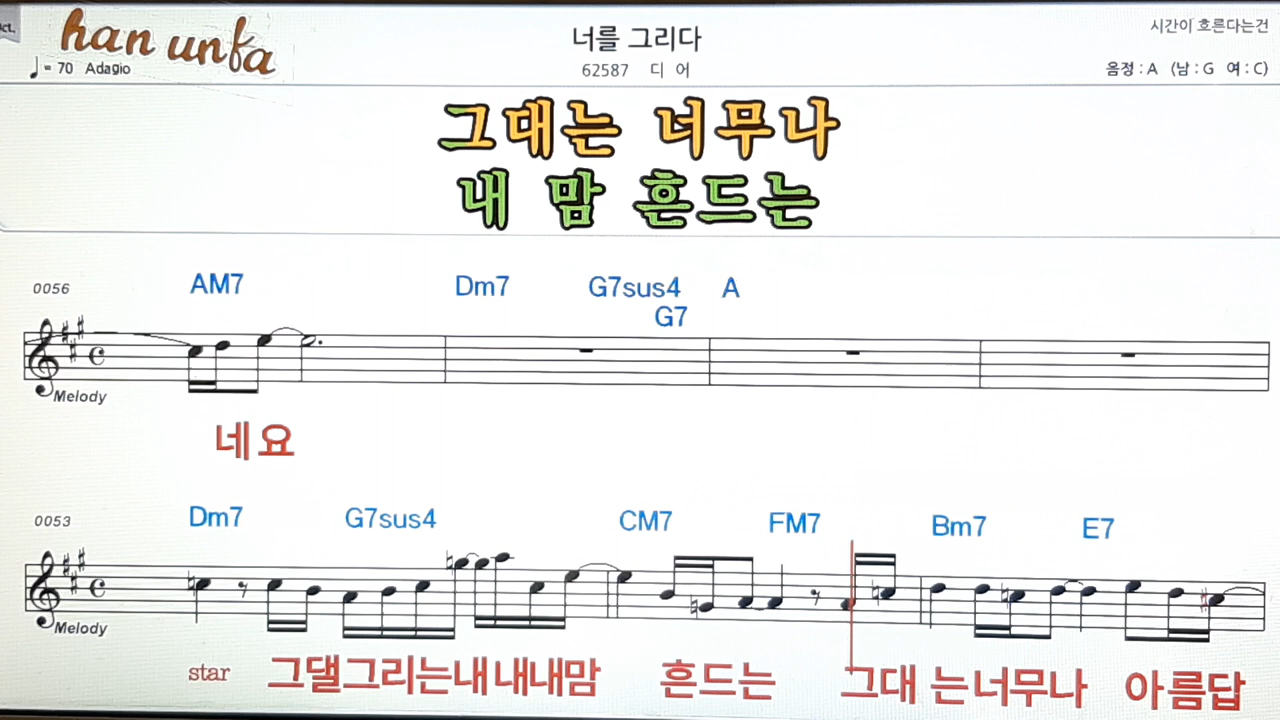 ct.
han unfa
너를 그리다
시간이 흐른다는건
♩= 70 Adagio
62587 디 어
음정 : A (남 : G 여 : C)
그대는 너무나
내 맘 흔드는
0056
AM7 Dm7 G7sus4 A
G7
Melody
네 요
0053
Dm7 G7sus4 CM7 FM7 Bm7 E7
Melody
star 그댈그리는내내내맘 흔드는 그대 는너무나 아름답